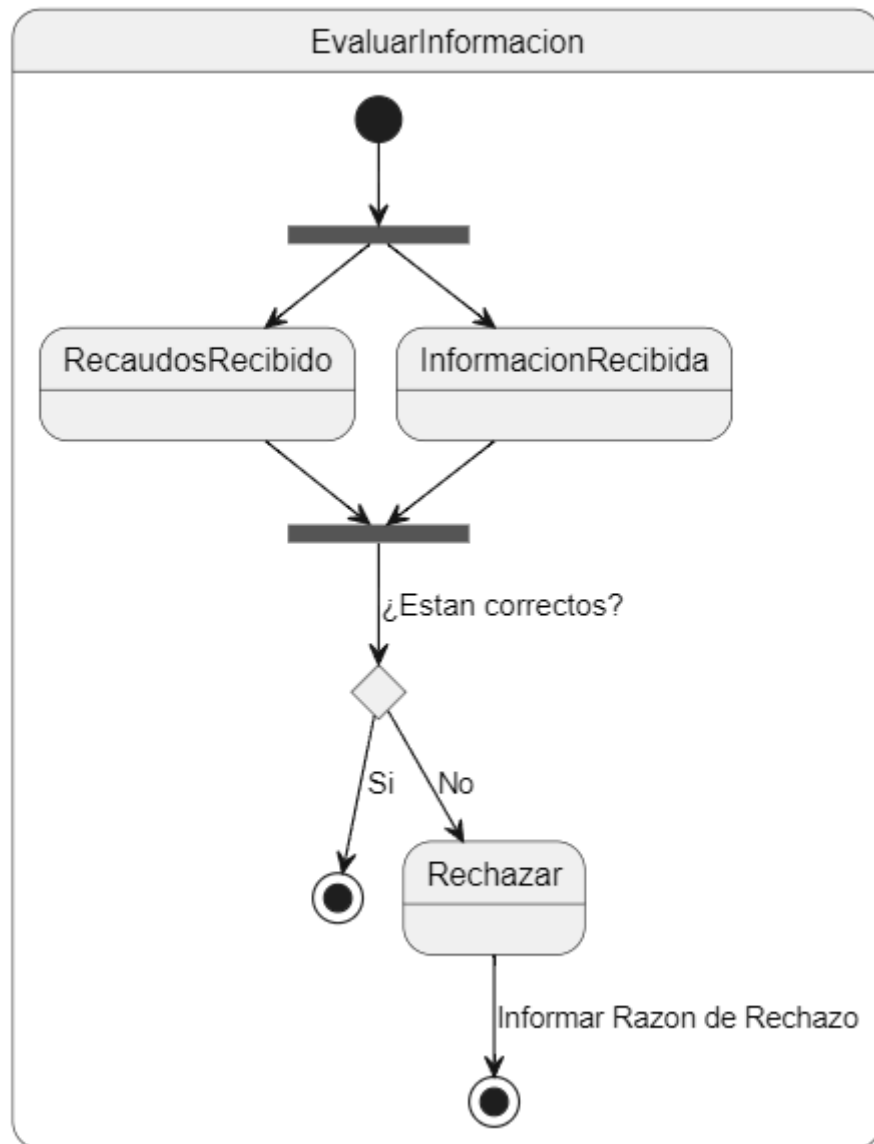 EvaluarInformacion
RecaudosRecibido
InformacionRecibida
¿Estan correctos?
Si
No
Rechazar
Informar Razon de Rechazo